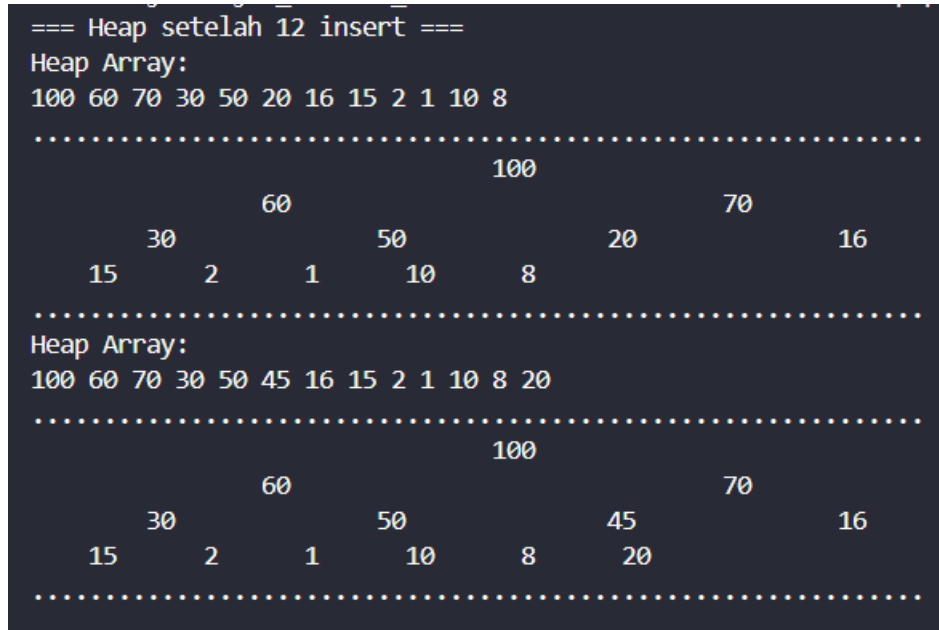 === Heap setelah 12 insert ===
Heap Array:
100 60 70 30 50 20 16 15 2 1 10 8
..............................................................
100
60 70
30 50 20 16
15 2 1 10 8
..............................................................
Heap Array:
100 60 70 30 50 45 16 15 2 1 10 8 20
..............................................................
100
60 70
30 50 45 16
15 2 1 10 8 20
..............................................................